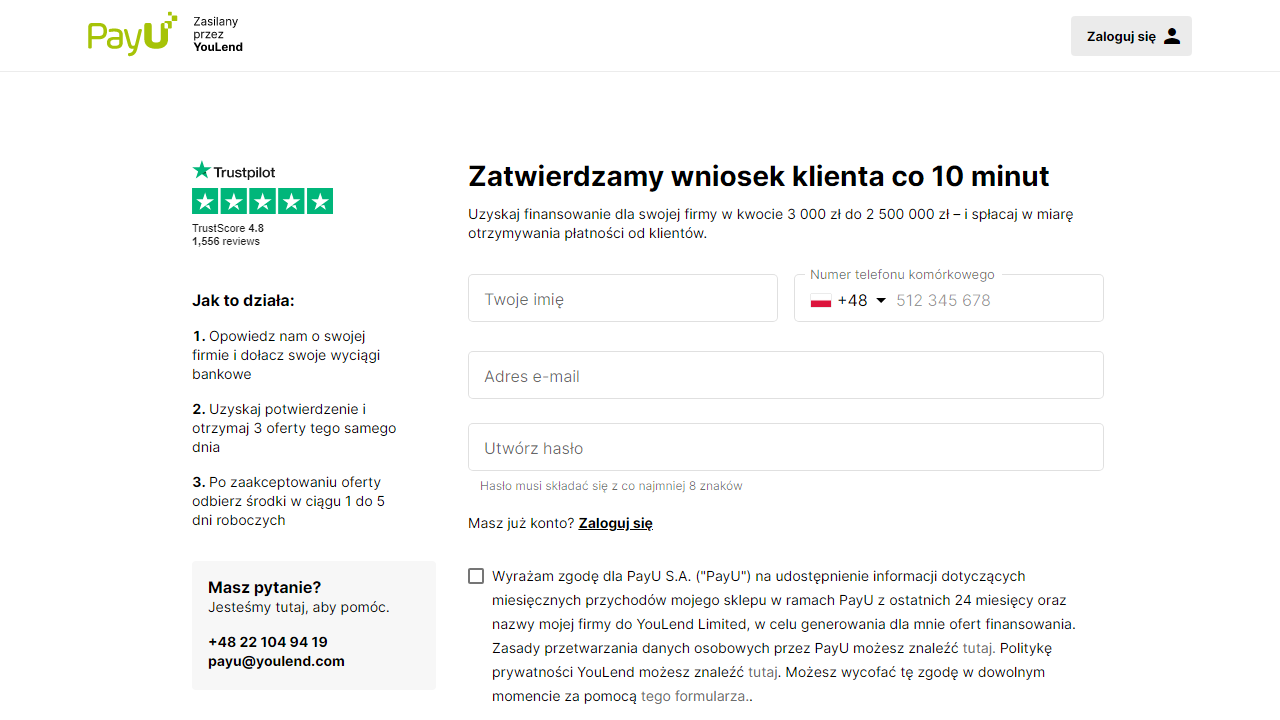 PayU
Zasilany
przez
YouLend
Zaloguj się
Trustpilot
TrustScore 4.8
1,556 reviews
Jak to działa:
1. Opowiedz nam o swojej
firmie i dołacz swoje wyciągi
bankowe
2. Uzyskaj potwierdzenie i
otrzymaj 3 oferty tego samego
dnia
3. Po zaakceptowaniu oferty
odbierz środki w ciągu 1 do 5
dni roboczych
Masz pytanie?
Jesteśmy tutaj, aby pomóc.
+48 22 104 94 19
payu@youlend.com
Zatwierdzamy wniosek klienta co 10 minut
Uzyskaj finansowanie dla swojej firmy w kwocie 3 000 zł do 2 500 000 zł – i spłacaj w miarę
otrzymywania płatności od klientów.
Twoje imię
Numer telefonu komórkowego
+48 512 345 678
Adres e-mail
Utwórz hasło
Hasło musi składać się z co najmniej 8 znaków
Masz już konto? Zaloguj się
Wyrażam zgodę dla PayU S.A. ("PayU") na udostępnienie informacji dotyczących
miesięcznych przychodów mojego sklepu w ramach PayU z ostatnich 24 miesięcy oraz
nazwy mojej firmy do YouLend Limited, w celu generowania dla mnie ofert finansowania.
Zasady przetwarzania danych osobowych przez PayU możesz znaleźć tutaj. Politykę
prywatności YouLend możesz znaleźć tutaj. Możesz wycofać tę zgodę w dowolnym
momencie za pomocą tego formularza..